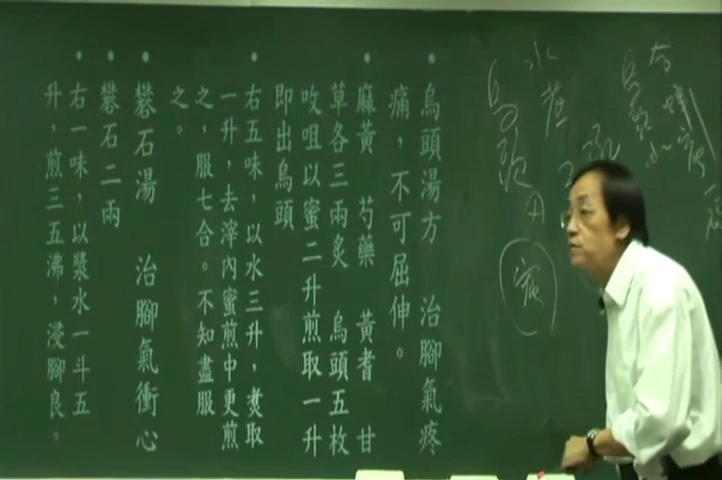 • 烏頭湯方　治腳氣疼
痛，不可屈伸。
• 麻黃　芍藥　黃耆　甘
草各三兩炙　烏頭五枚
㕮咀以蜜二升煎取一升
即出烏頭
• 右五味，以水三升，煑取
一升，去滓內蜜煎中更煎
之，服七合。不知盡服
之。
• 礬石湯　治腳氣衝心
礬石二兩
• 右一味，以漿水一斗五
升，煎三五沸，浸腳良。
烏
水
烏頭